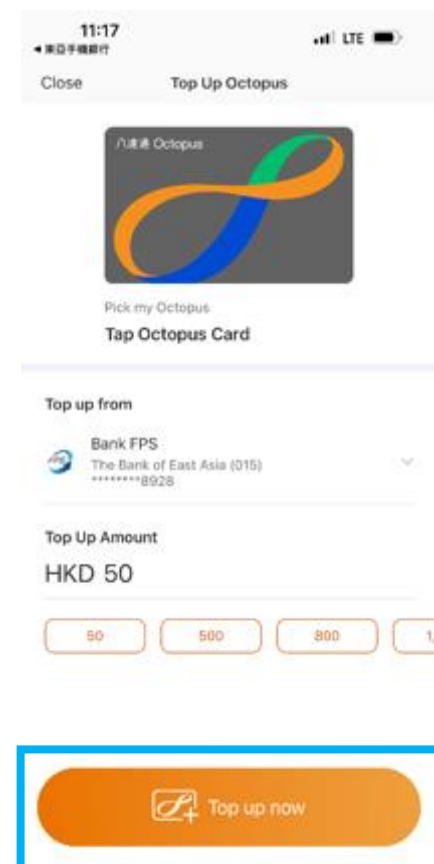 11:17
LTE
◀東亞手機銀行
Close
Top Up Octopus
八達通 Octopus
Pick my Octopus
Tap Octopus Card
Top up from
Bank FPS
The Bank of East Asia (015)
********8928
Top Up Amount
HKD 50
50
500
800
1,
Top up now